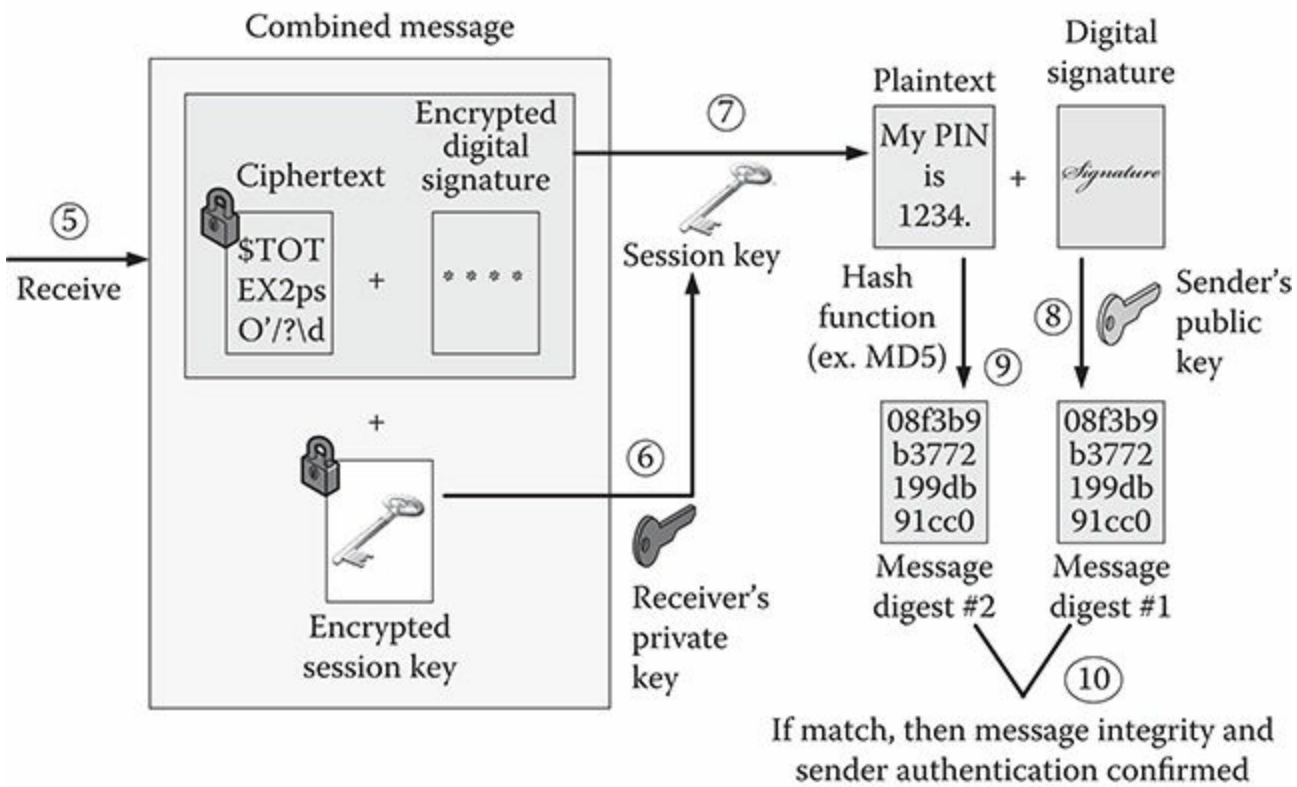 Combined message
⑤
Receive
Ciphertext
$TOT
EX2ps
O'/?\d
+
Encrypted
digital
signature
* * * *
+
Encrypted
session key
⑥
Receiver's
private
key
⑦
Session key
Plaintext
My PIN
is
1234.
+
Digital
signature
Signature
Hash
function
(ex. MD5)
⑨
⑧
Sender's
public
key
08f3b9
b3772
199db
91cc0
Message
digest #2
08f3b9
b3772
199db
91cc0
Message
digest #1
⑩
If match, then message integrity and
sender authentication confirmed